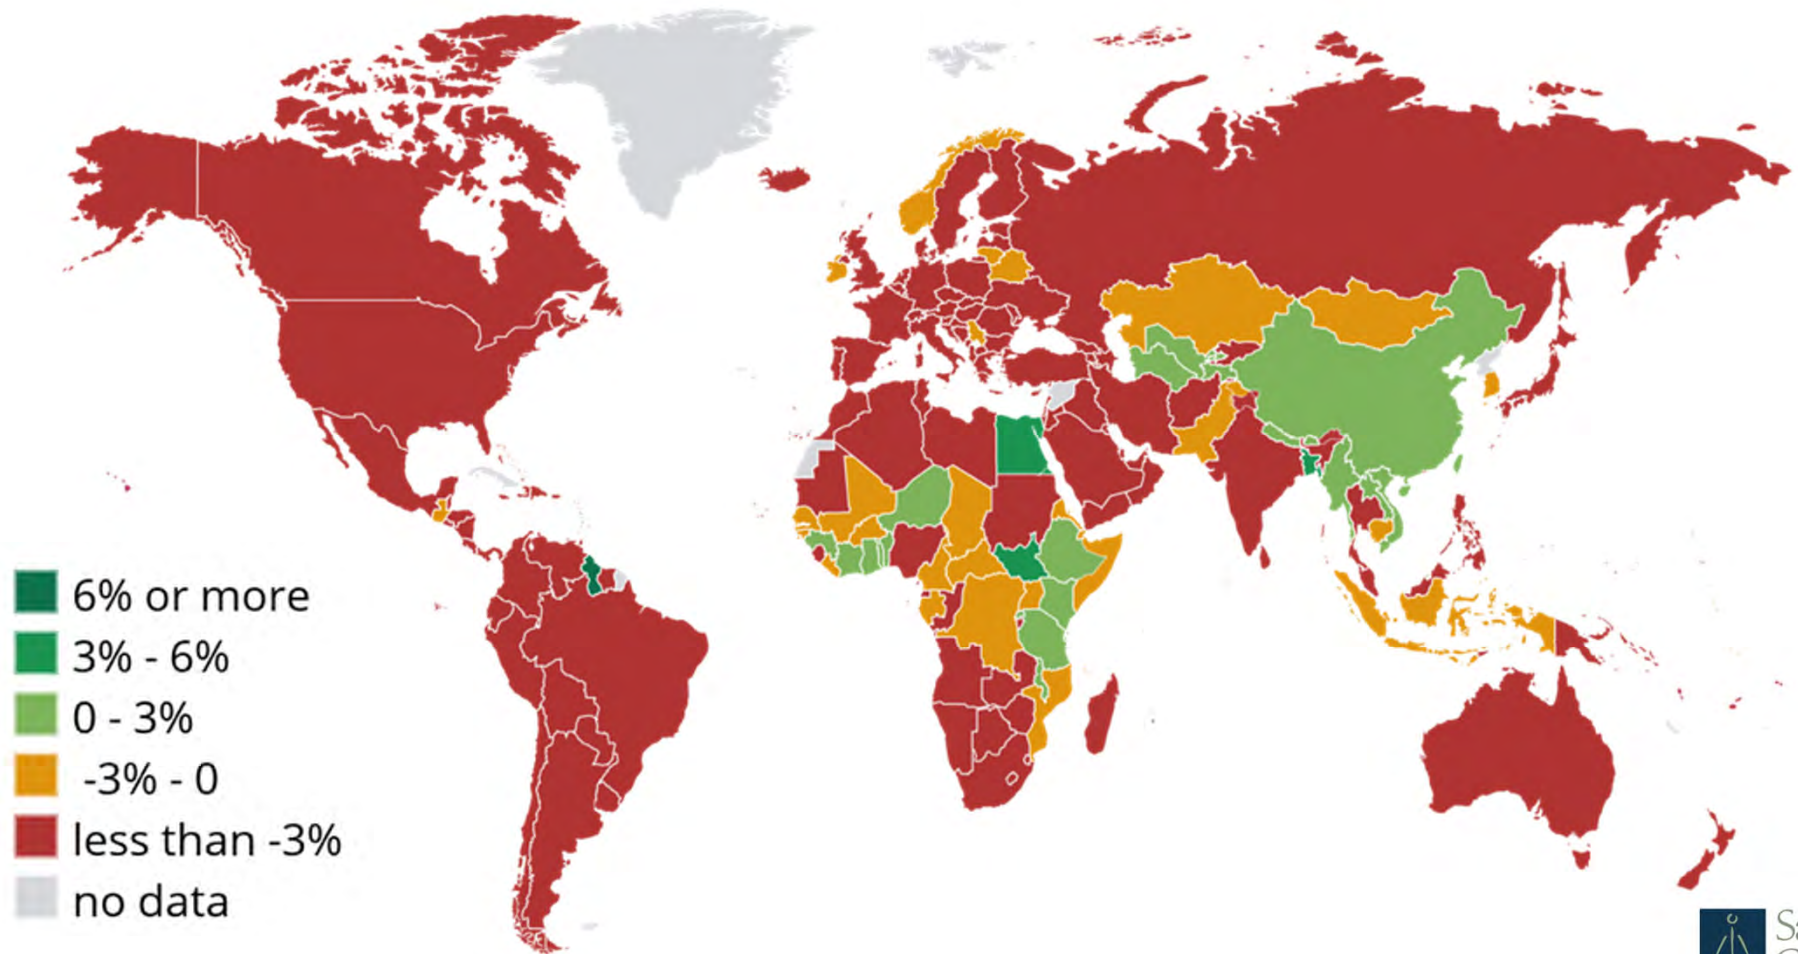 6% or more
3% - 6%
0 - 3%
-3% - 0
less than -3%
no data